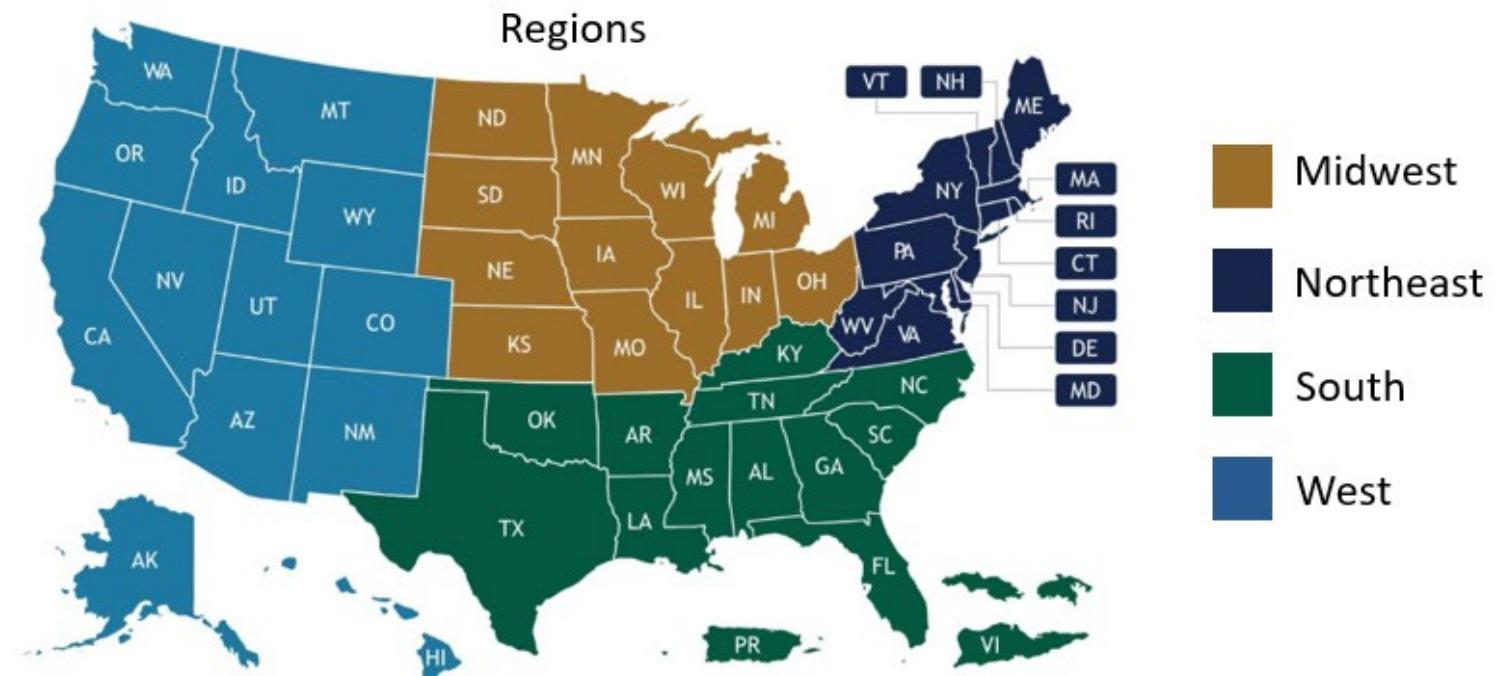 Regions
WA
MT
ND
MN
VT
NH
ME
OR
ID
SD
WI
MI
NY
MA
WY
RI
NV
UT
CO
NE
IA
IL
IN
OH
PA
CT
NJ
CA
KS
MO
KY
WV
VA
DE
MD
AZ
NM
OK
AR
TN
NC
SC
MS
AL
GA
TX
LA
FL
AK
HI
PR
VI
Midwest
Northeast
South
West